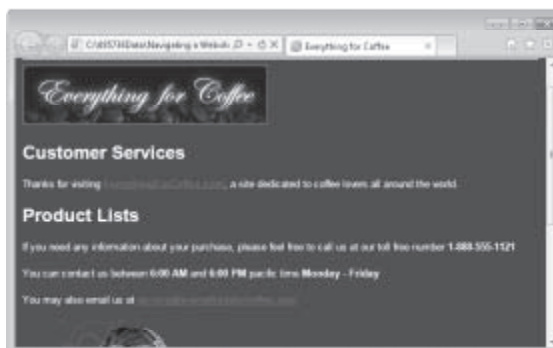 Everything for Coffee
Everything for Coffee
Customer Services
Thanks for visiting , a site dedicated to coffee lovers all around the world.
Product Lists
If you need any information about your purchase, please feel free to call us at our toll free number 1-888-555-1121
You can contact us between 6:00 AM and 6:00 PM pacific time Monday - Friday
You may also email us at